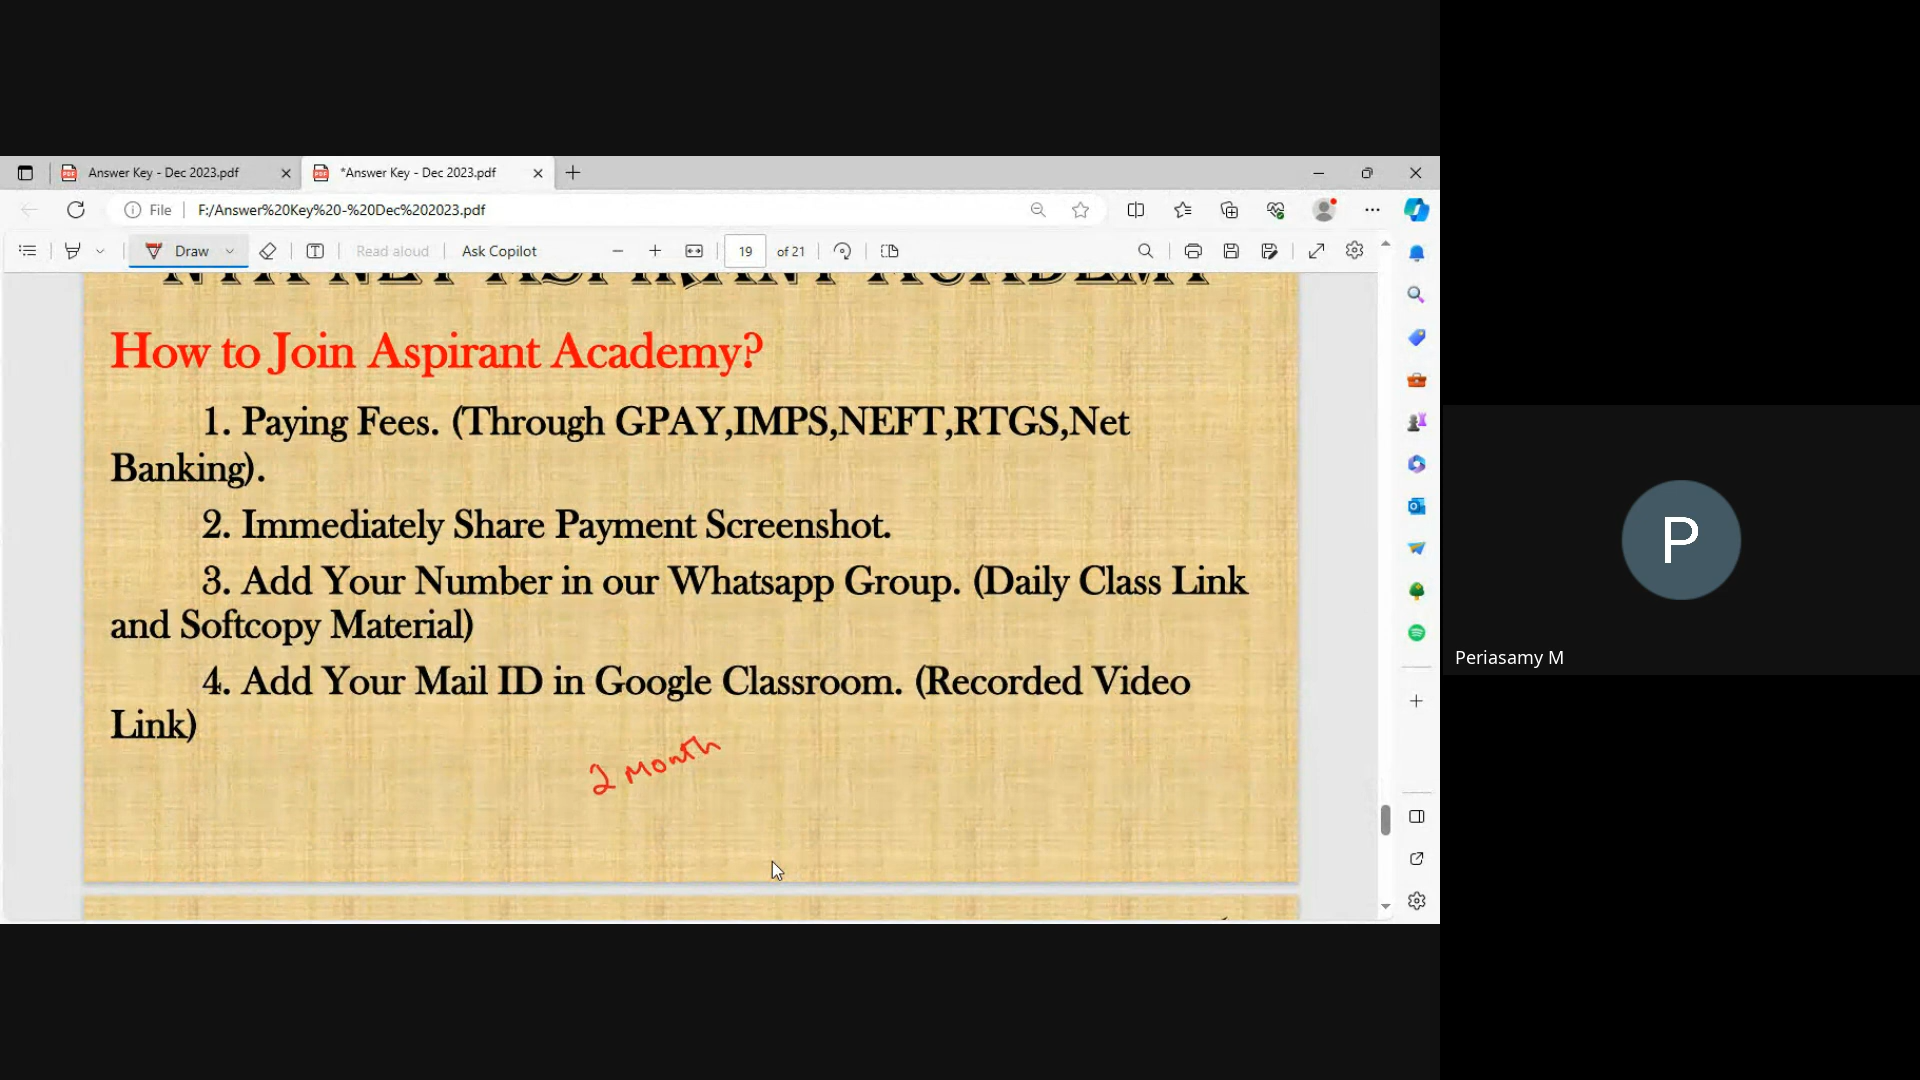 Answer Key - Dec 2023.pdf
*Answer Key - Dec 2023.pdf
File
F:/Answer%20Key%20-%20Dec%202023.pdf
Draw
Read aloud
Ask Copilot
19
of 21
ASPIRANT ACADEMY
How to Join Aspirant Academy?
1. Paying Fees. (Through GPAY,IMPS,NEFT,RTGS,Net
Banking).
2. Immediately Share Payment Screenshot.
3. Add Your Number in our Whatsapp Group. (Daily Class Link
and Softcopy Material)
4. Add Your Mail ID in Google Classroom. (Recorded Video
Link)
2 Month
P
Periasamy M